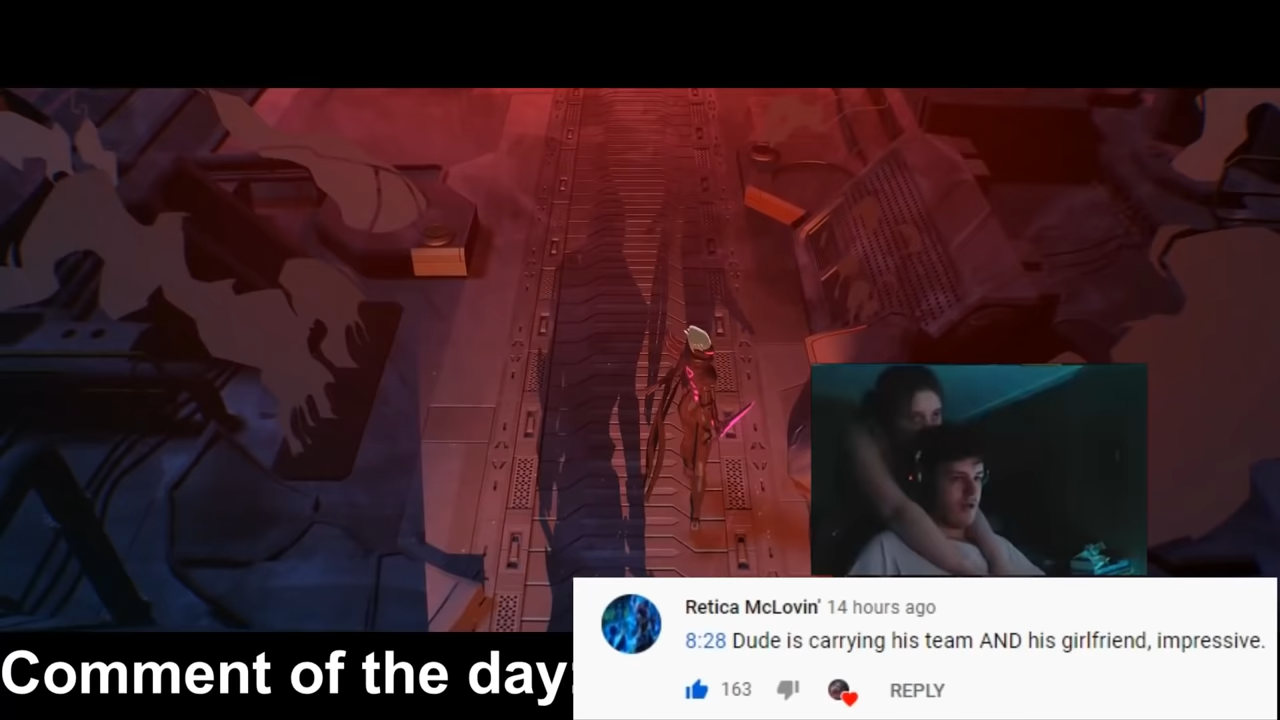 Retica McLovin' 14 hours ago
8:28 Dude is carrying his team AND his girlfriend, impressive.
Comment of the day:
163 REPLY